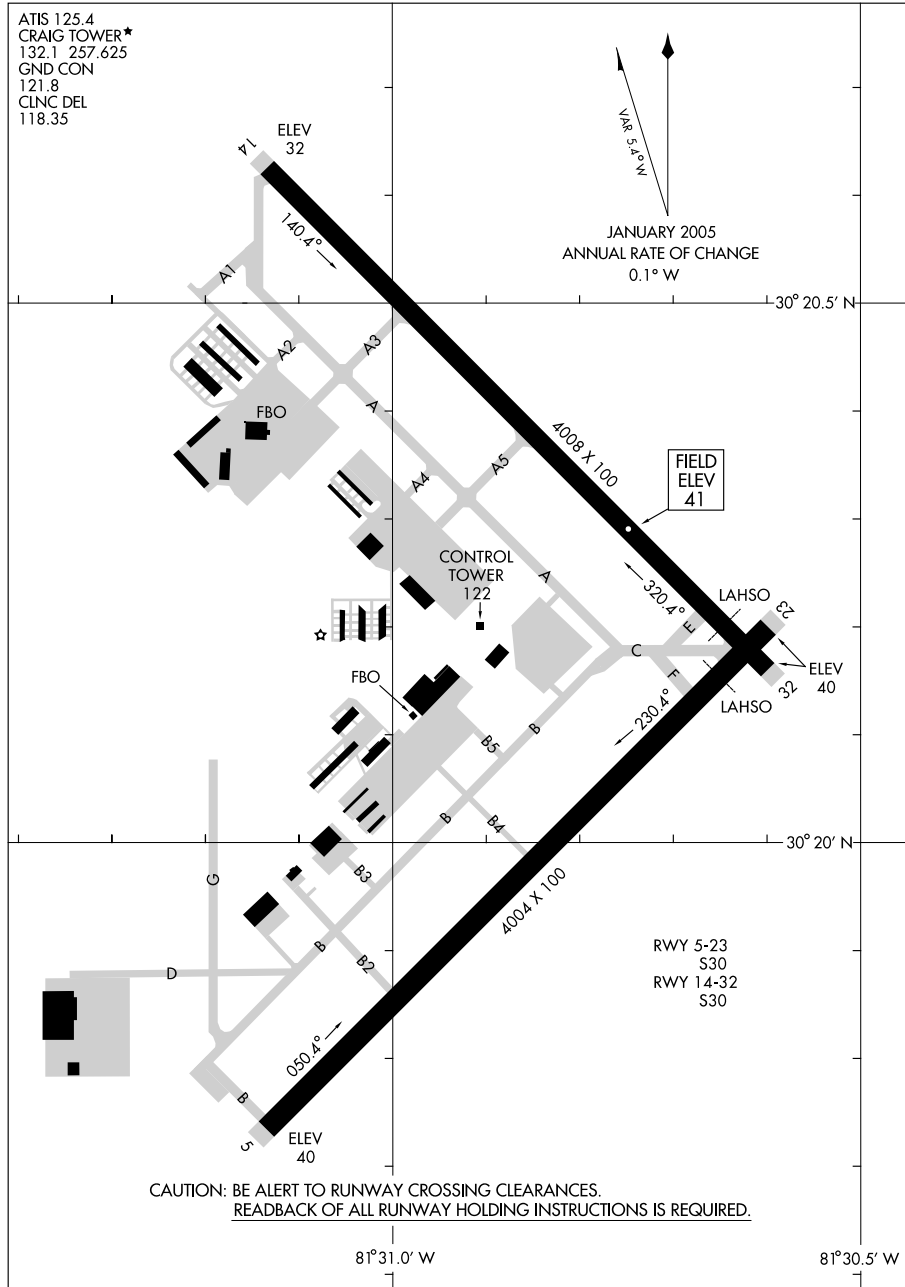 ATIS 125.4
CRAIG TOWER★
132.1 257.625
GND CON
121.8
CLNC DEL
118.35
VAR 5.4° W
JANUARY 2005
ANNUAL RATE OF CHANGE
0.1° W
14
ELEV
32
140.4°
A1
30° 20.5' N
A2
A3
FBO
A
4008 X 100
FIELD
ELEV
41
A4
A5
CONTROL
TOWER
122
A
320.4°
LAHSO
23
E
C
ELEV
40
F
32
LAHSO
FBO
230.4°
B
B5
B
B4
30° 20' N
B3
G
4004 X 100
B
B2
D
RWY 5-23
S30
RWY 14-32
S30
050.4°
B
5
ELEV
40
CAUTION: BE ALERT TO RUNWAY CROSSING CLEARANCES.
READBACK OF ALL RUNWAY HOLDING INSTRUCTIONS IS REQUIRED.
81°31.0' W
81°30.5' W